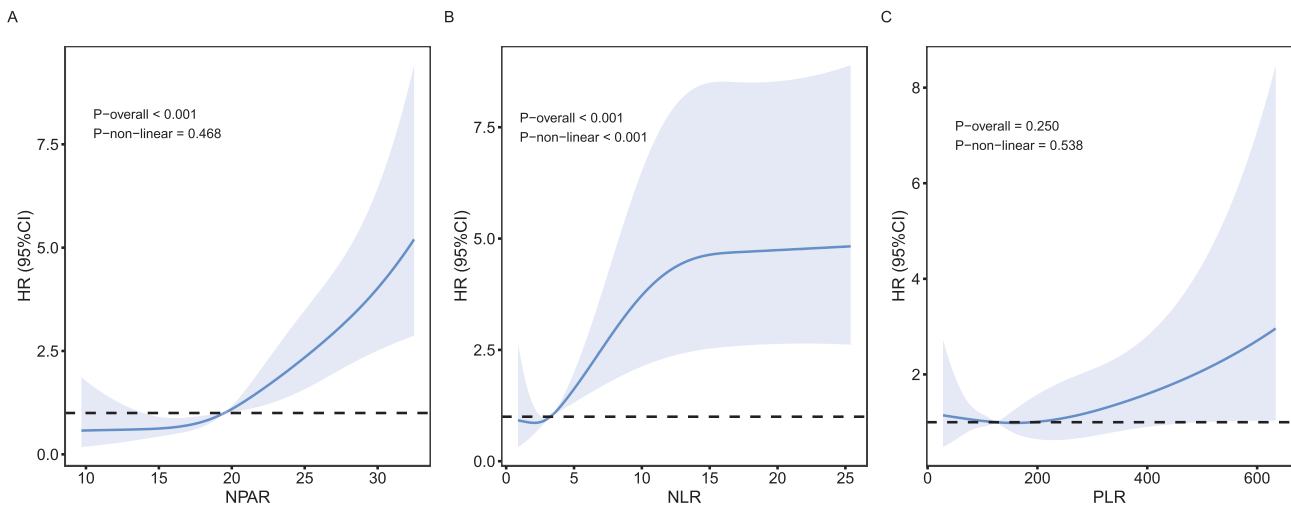 A
P−overall < 0.001
P−non−linear = 0.468
HR (95%CI)
7.5
5.0
2.5
0.0
10 15 20 25 30
NPAR
B
P−overall < 0.001
P−non−linear < 0.001
HR (95%CI)
7.5
5.0
2.5
0.0
0 5 10 15 20 25
NLR
C
P−overall = 0.250
P−non−linear = 0.538
HR (95%CI)
8
6
4
2
0 200 400 600
PLR